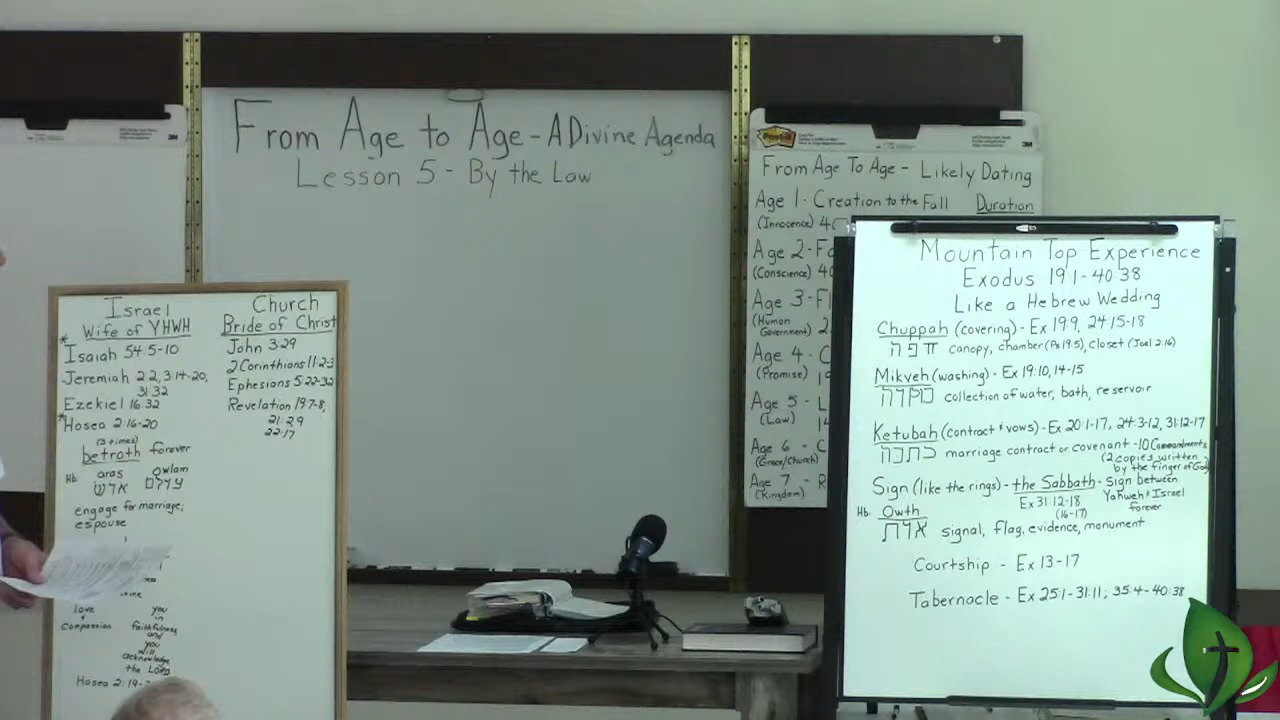 From Age to Age - A Divine Agenda
Lesson 5 - By the Law
Israel
Wife of YHWH
* Isaiah 54:5-10
Jeremiah 2:2, 3:14-20,
31:32
Ezekiel 16:32
* Hosea 2:16-20
(3 times)
betroth forever
Hb. aras owlam
engage for marriage,
espouse
love you
in
compassion faithfulness
and
you
will
acknowledge
the LORD
Hosea 2:19-
Church
Bride of Christ
John 3:29
2 Corinthians 11:2-3
Ephesians 5:22-32
Revelation 19:7-8,
21:2,9
22:17
Post-it
3M
From Age To Age - Likely Dating
Age 1 - Creation to the Fall Duration
(Innocence)
Age 2 -
(Conscience)
Age 3 -
(Human
Government)
Age 4 -
(Promise)
Age 5 -
(Law)
Age 6 -
(Grace/Church)
Age 7 -
(Kingdom)
Mountain Top Experience
Exodus 19:1-40:38
Like a Hebrew Wedding
Chuppah (covering) - Ex 19:9, 24:15-18
חפה canopy, chamber (Ps 19:5), closet (Joel 2:16)
Mikveh (washing) - Ex 19:10, 14-15
collection of water, bath, reservoir
Ketubah (contract & vows) - Ex 20:1-17, 24:3-12, 31:12-17
marriage contract or covenant - 10 Commandments
(2 copies written
by the finger of God)
Sign (like the rings) - the Sabbath - sign between
Ex 31:12-18 Yahweh & Israel
(16-17) forever
Hb. Owth
אות signal, flag, evidence, monument
Courtship - Ex 13-17
Tabernacle - Ex 25:1-31:11, 35:4-40:38